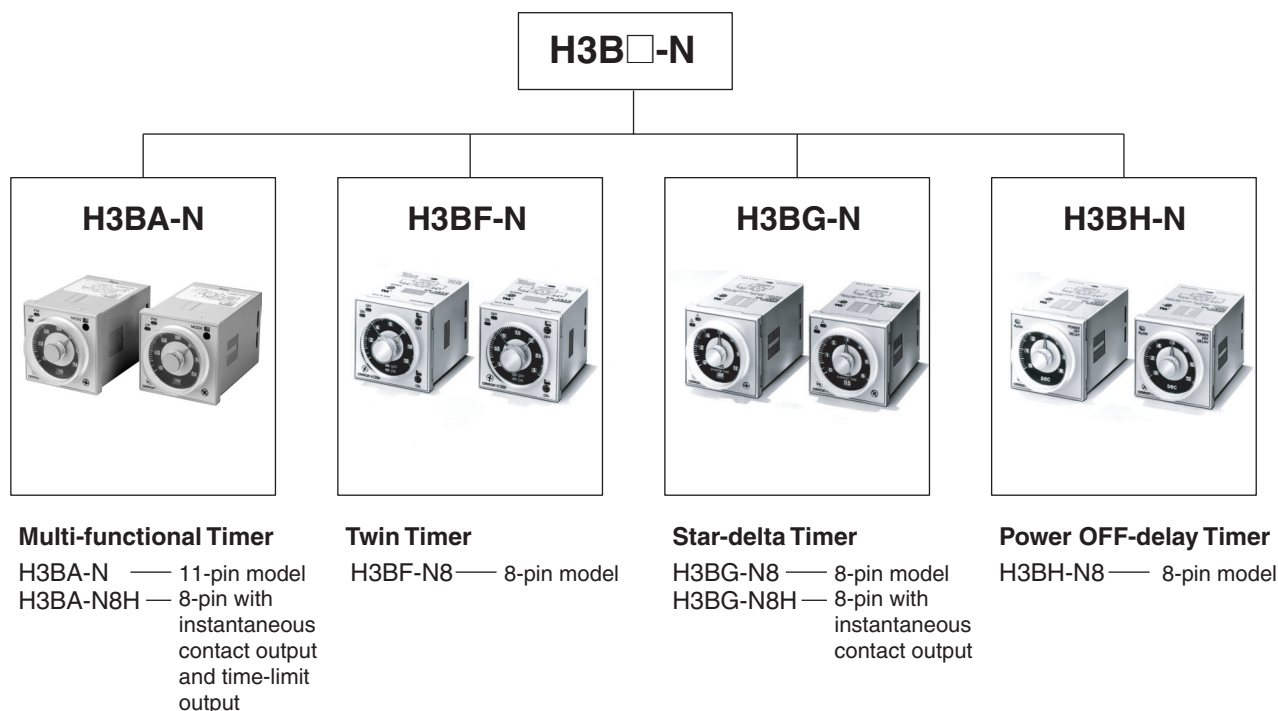 H3B□-N
H3BA-N
H3BF-N
H3BG-N
H3BH-N
Multi-functional Timer
H3BA-N — 11-pin model
H3BA-N8H — 8-pin with
instantaneous
contact output
and time-limit
output
Twin Timer
H3BF-N8 — 8-pin model
Star-delta Timer
H3BG-N8 — 8-pin model
H3BG-N8H — 8-pin with
instantaneous
contact output
Power OFF-delay Timer
H3BH-N8 — 8-pin model